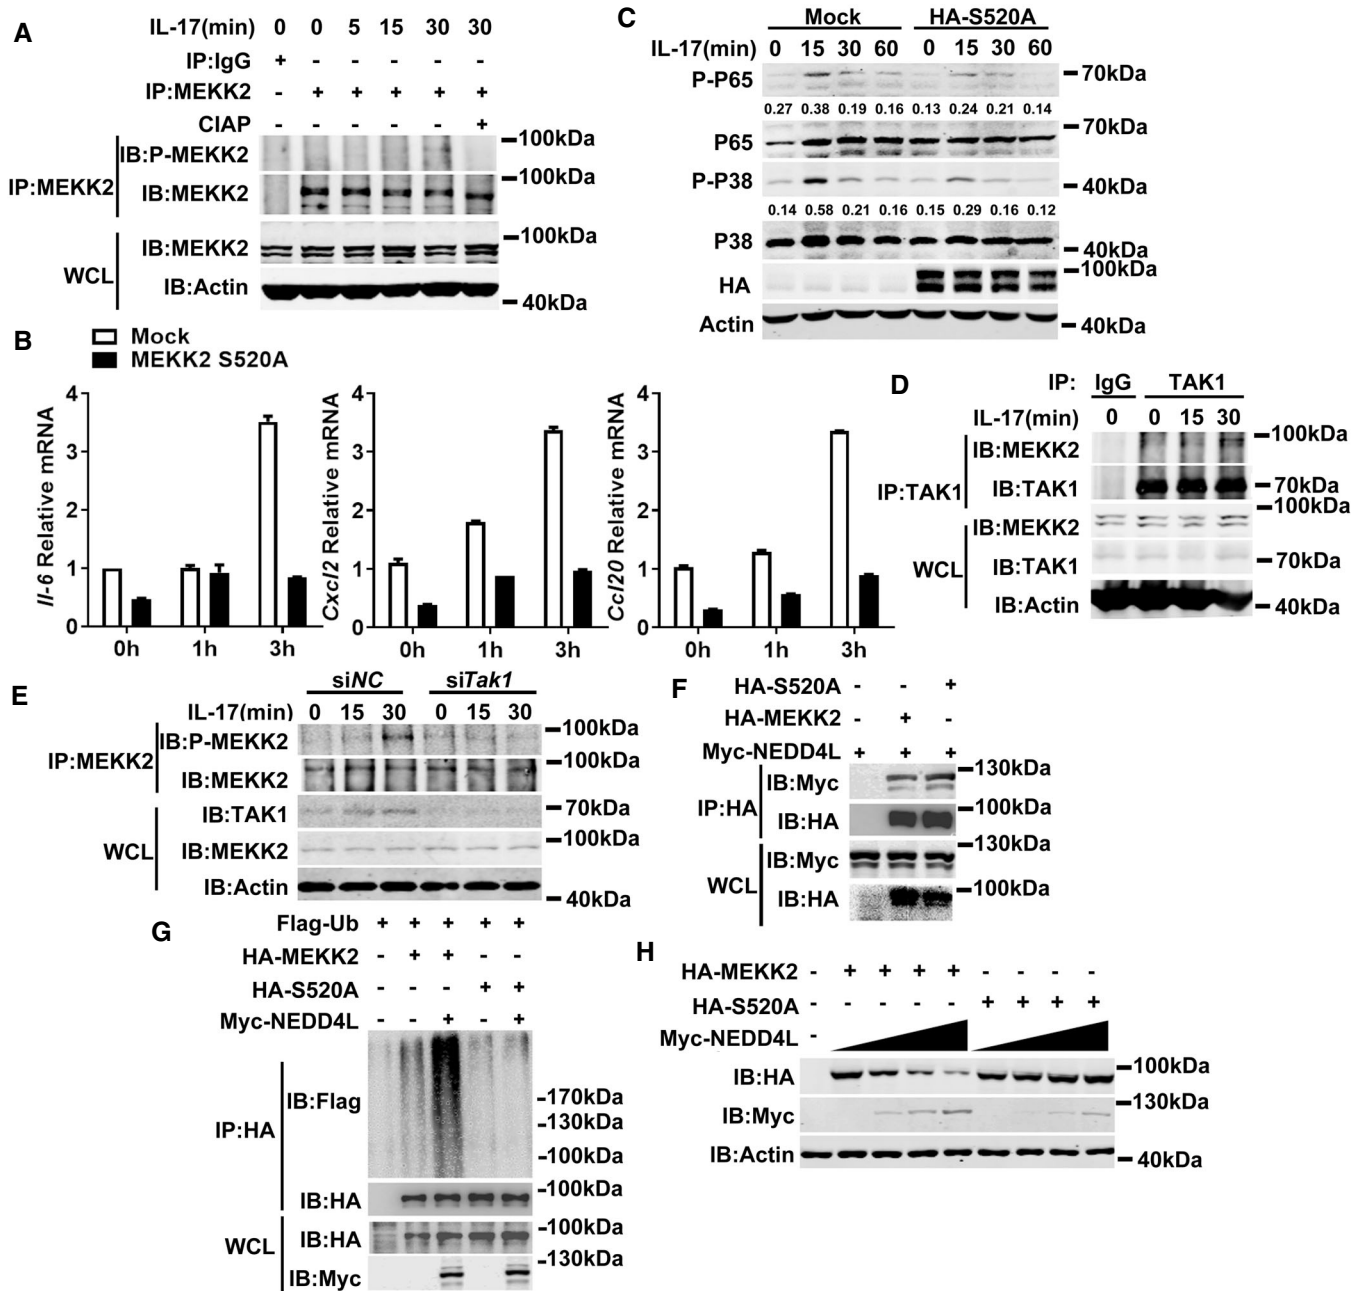 A
IL-17(min) 0 0 5 15 30 30
IP:IgG + - - - - -
IP:MEKK2 - + + + + +
CIAP - - - - - +
IP:MEKK2
IB:P-MEKK2 100kDa
IB:MEKK2 100kDa
WCL
IB:MEKK2 100kDa
IB:Actin 40kDa
B
Mock
MEKK2 S520A
Il-6 Relative mRNA
4
3
2
1
0
0h 1h 3h
Cxcl2 Relative mRNA
4
3
2
1
0
0h 1h 3h
Ccl20 Relative mRNA
4
3
2
1
0
0h 1h 3h
C
Mock HA-S520A
IL-17(min) 0 15 30 60 0 15 30 60
P-P65 70kDa
0.27 0.38 0.19 0.16 0.13 0.24 0.21 0.14
P65 70kDa
P-P38 40kDa
0.14 0.58 0.21 0.16 0.15 0.29 0.16 0.12
P38 40kDa
HA 100kDa
Actin 40kDa
D
IP: IgG TAK1
IL-17(min) 0 0 15 30
IP:TAK1
IB:MEKK2 100kDa
IB:TAK1 70kDa
WCL
IB:MEKK2 100kDa
IB:TAK1 70kDa
IB:Actin 40kDa
E
siNC siTak1
IL-17(min) 0 15 30 0 15 30
IP:MEKK2
IB:P-MEKK2 100kDa
IB:MEKK2 100kDa
WCL
IB:TAK1 70kDa
IB:MEKK2 100kDa
IB:Actin 40kDa
F
HA-S520A - - +
HA-MEKK2 - + -
Myc-NEDD4L + + +
IP:HA
IB:Myc 130kDa
IB:HA 100kDa
WCL
IB:Myc 130kDa
IB:HA 100kDa
G
Flag-Ub + + + + +
HA-MEKK2 - + + - -
HA-S520A - - - + +
Myc-NEDD4L - - + - +
IP:HA
IB:Flag
-170kDa
-130kDa
-100kDa
IB:HA -100kDa
WCL
IB:HA -100kDa
IB:Myc -130kDa
H
HA-MEKK2 - + + + + - - - -
HA-S520A - - - - - + + + +
Myc-NEDD4L -
IB:HA 100kDa
IB:Myc 130kDa
IB:Actin 40kDa